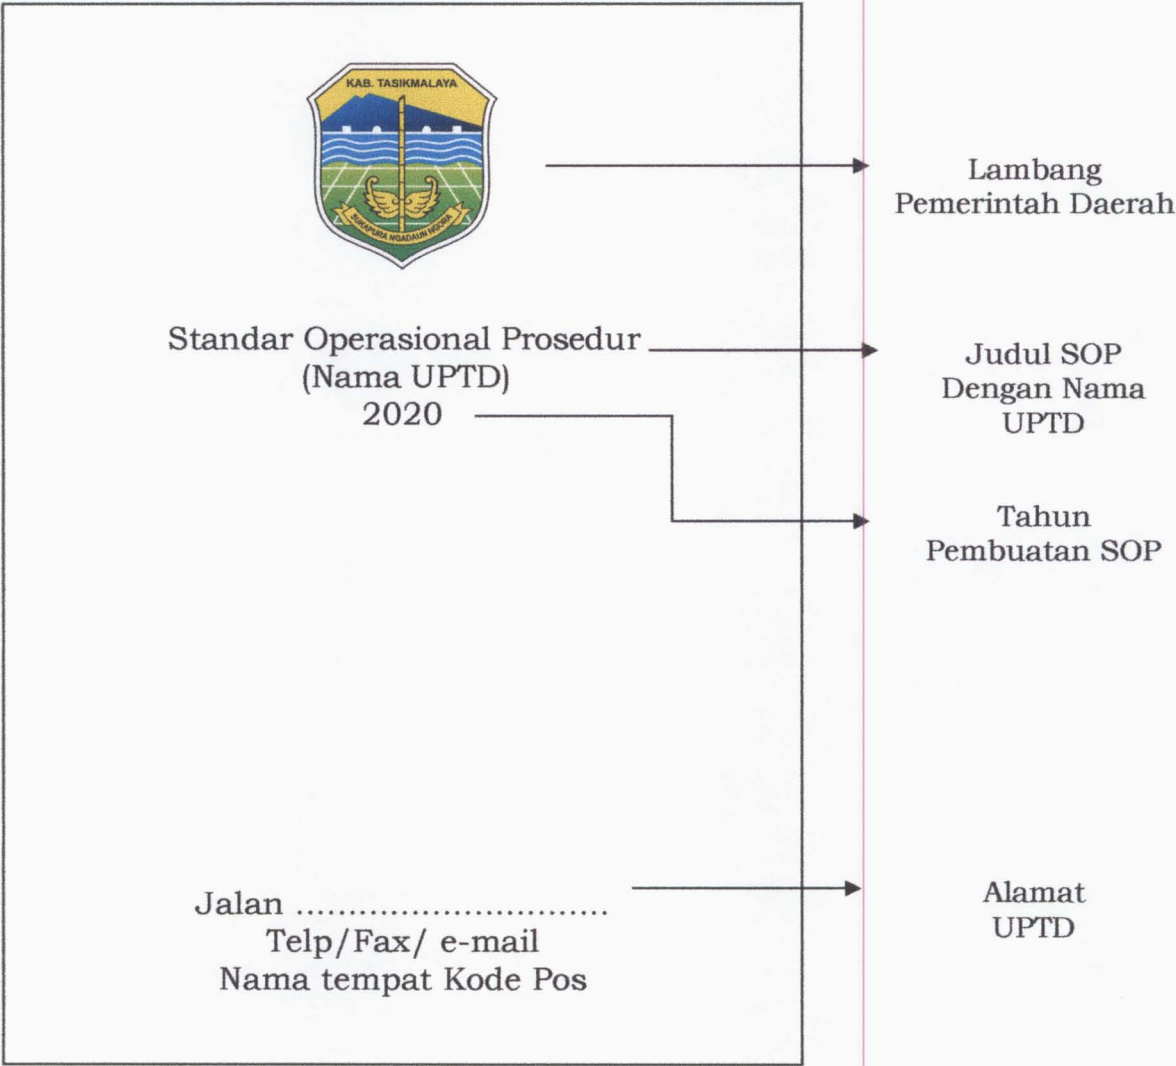 KAB. TASIKMALAYA
SUKAPURA NGADAUN NGORA
Lambang
Pemerintah Daerah
Standar Operasional Prosedur
(Nama UPTD)
2020
Judul SOP
Dengan Nama
UPTD
Tahun
Pembuatan SOP
Jalan ..............................
Telp/Fax/ e-mail
Nama tempat Kode Pos
Alamat
UPTD